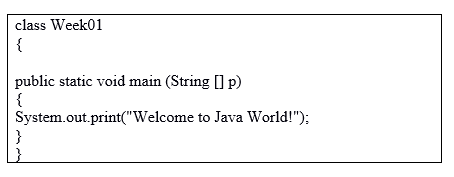 class Week01
{
public static void main (String [] p)
{
System.out.print("Welcome to Java World!");
}
}